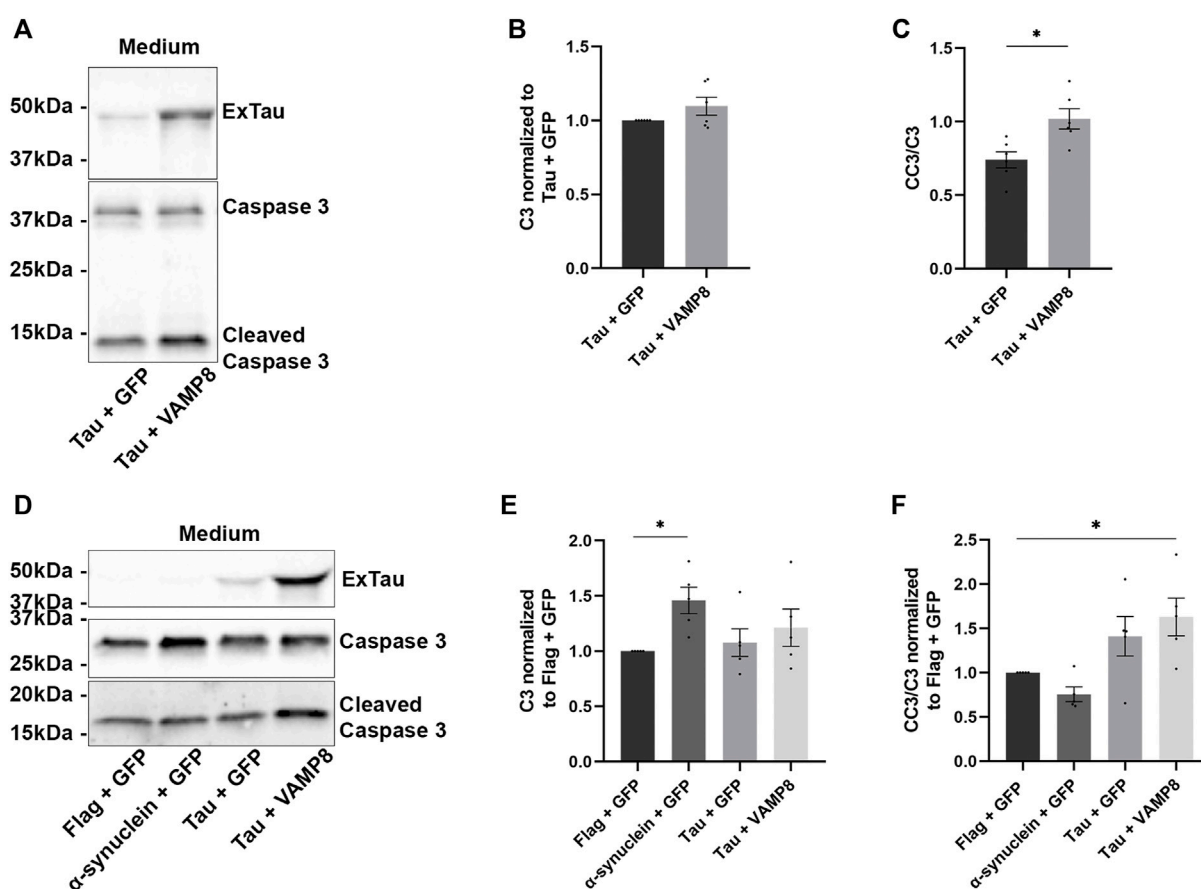 A
Medium
50kDa -
ExTau
37kDa -
Caspase 3
37kDa -
25kDa -
15kDa -
Cleaved
Caspase 3
Tau + GFP
Tau + VAMP8
B
C3 normalized to
Tau + GFP
1.5
1.0
0.5
0.0
Tau + GFP
Tau + VAMP8
C
*
CC3/C3
1.5
1.0
0.5
0.0
Tau + GFP
Tau + VAMP8
D
Medium
50kDa -
ExTau
37kDa -
37kDa -
Caspase 3
25kDa -
20kDa -
Cleaved
Caspase 3
15kDa -
Flag + GFP
α-synuclein + GFP
Tau + GFP
Tau + VAMP8
E
*
C3 normalized
to Flag + GFP
2.0
1.5
1.0
0.5
0.0
Flag + GFP
α-synuclein + GFP
Tau + GFP
Tau + VAMP8
F
*
CC3/C3 normalized
to Flag + GFP
2.5
2.0
1.5
1.0
0.5
0.0
Flag + GFP
α-synuclein + GFP
Tau + GFP
Tau + VAMP8